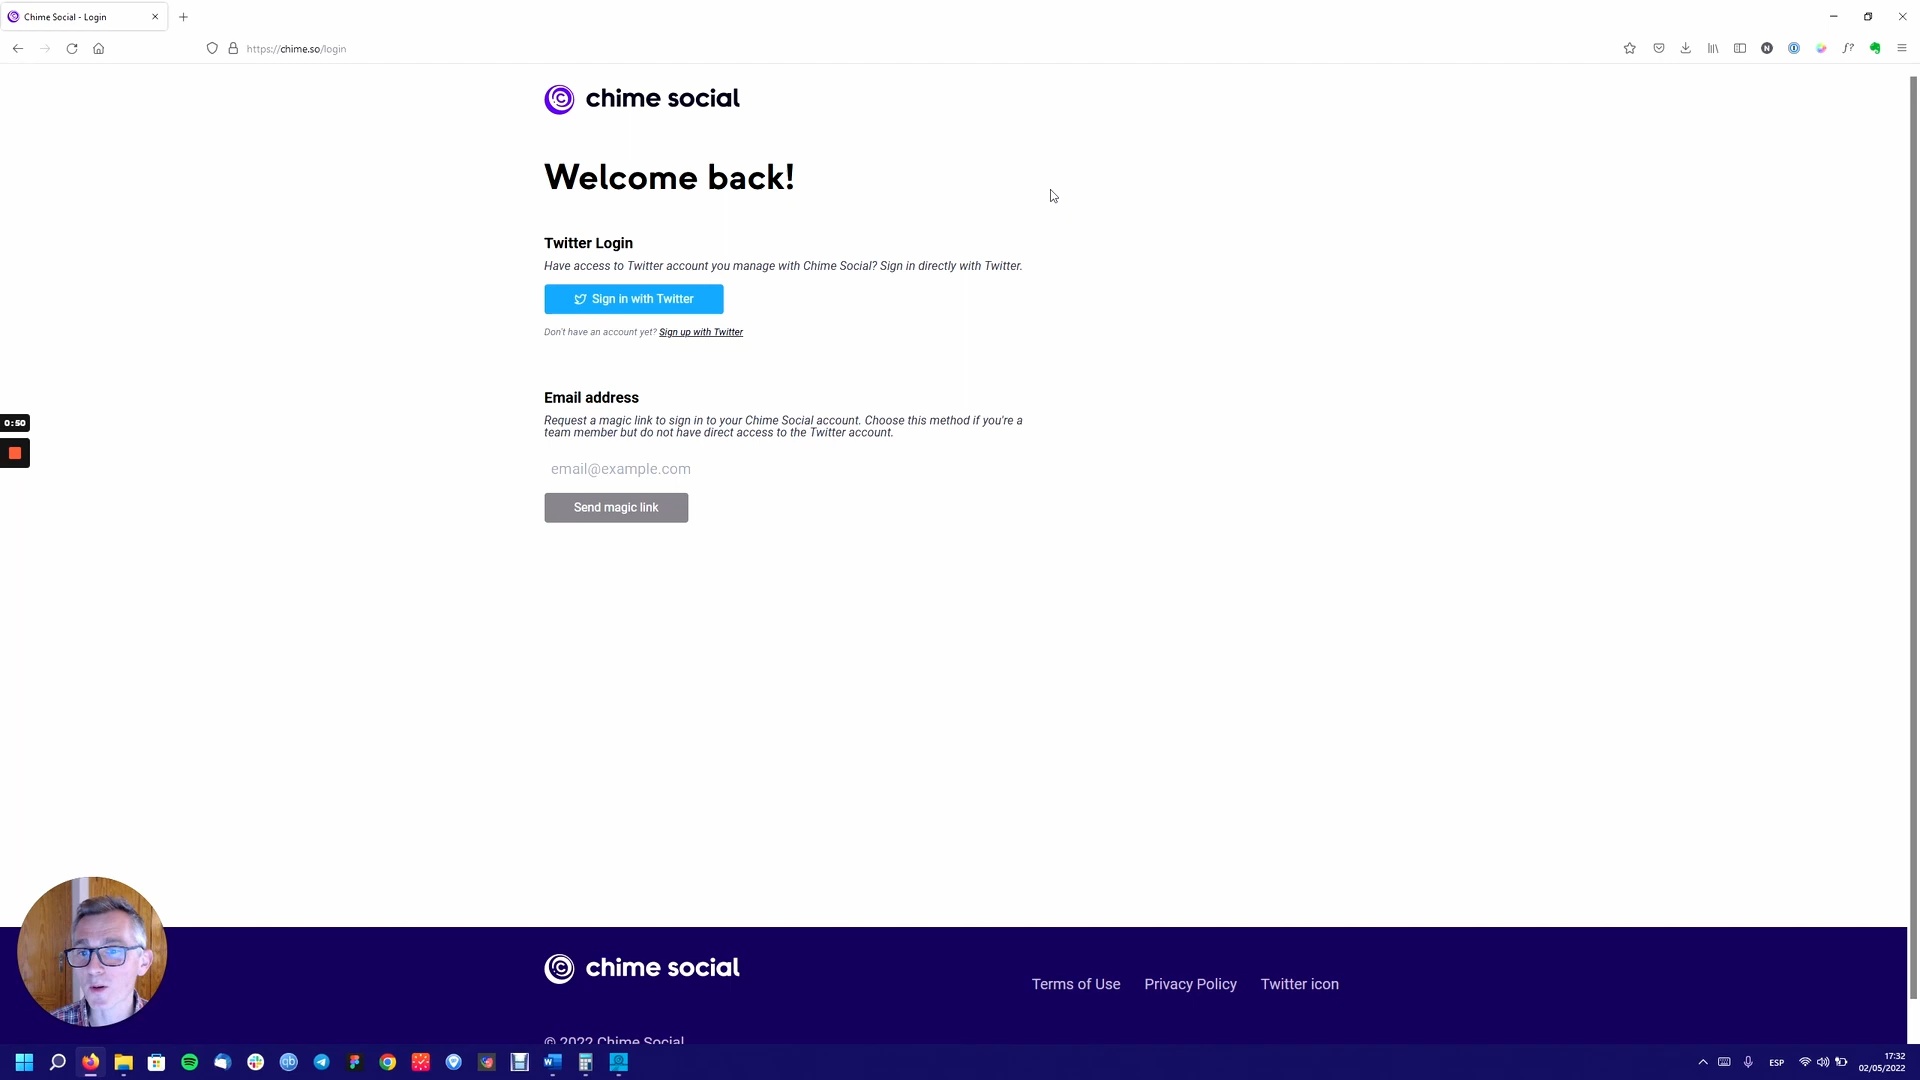 Chime Social - Login
https://chime.so/login
chime social
Welcome back!
Twitter Login
Have access to Twitter account you manage with Chime Social? Sign in directly with Twitter.
Sign in with Twitter
Don't have an account yet? Sign up with Twitter
Email address
Request a magic link to sign in to your Chime Social account. Choose this method if you're a
team member but do not have direct access to the Twitter account.
email@example.com
Send magic link
0:50
chime social
Terms of Use Privacy Policy Twitter icon
© 2022 Chime Social
ESP
17:32
02/05/2022